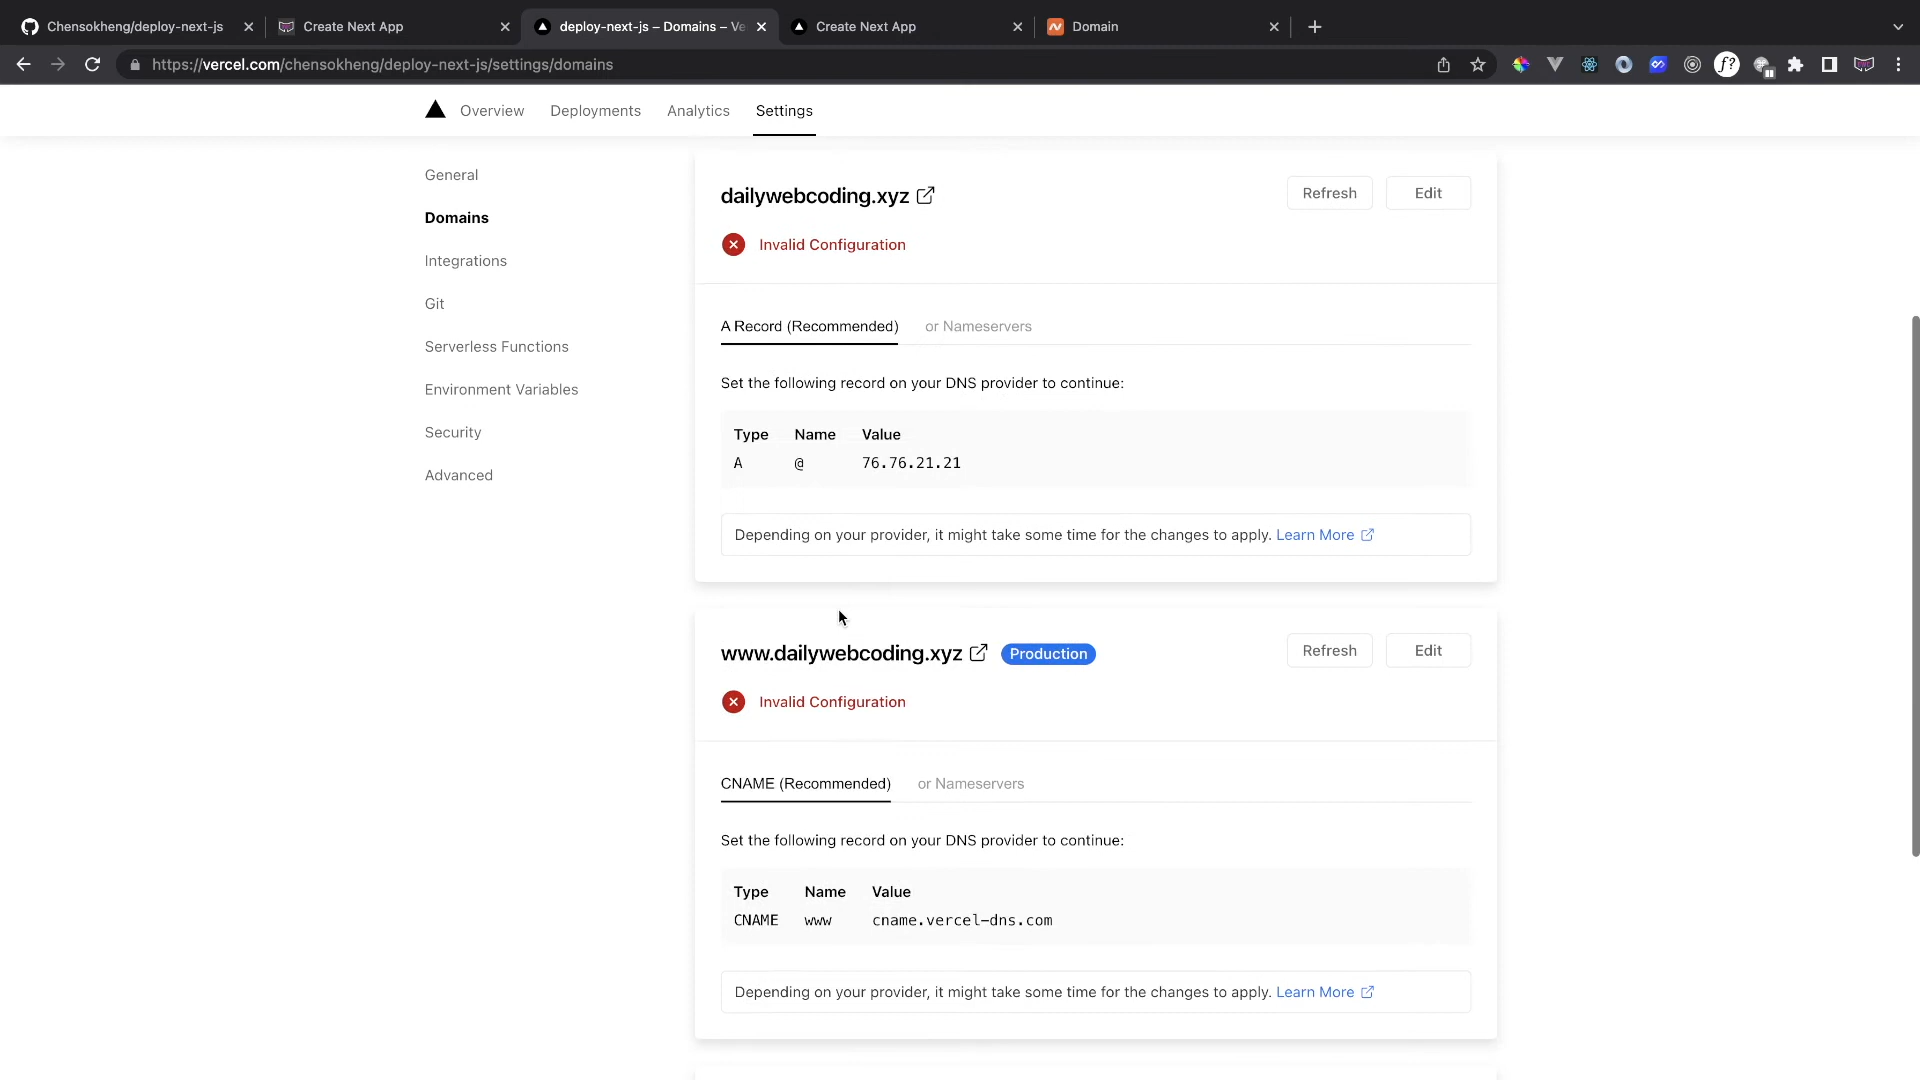 Chensokheng/deploy-next-js
Create Next App
deploy-next-js – Domains – Ve
Create Next App
Domain
https://vercel.com/chensokheng/deploy-next-js/settings/domains
f?
Overview
Deployments
Analytics
Settings
General
Domains
Integrations
Git
Serverless Functions
Environment Variables
Security
Advanced
dailywebcoding.xyz
Refresh
Edit
Invalid Configuration
A Record (Recommended)
or Nameservers
Set the following record on your DNS provider to continue:
Type Name Value
A @ 76.76.21.21
Depending on your provider, it might take some time for the changes to apply. Learn More
www.dailywebcoding.xyz
Production
Refresh
Edit
Invalid Configuration
CNAME (Recommended)
or Nameservers
Set the following record on your DNS provider to continue:
Type Name Value
CNAME www cname.vercel-dns.com
Depending on your provider, it might take some time for the changes to apply. Learn More